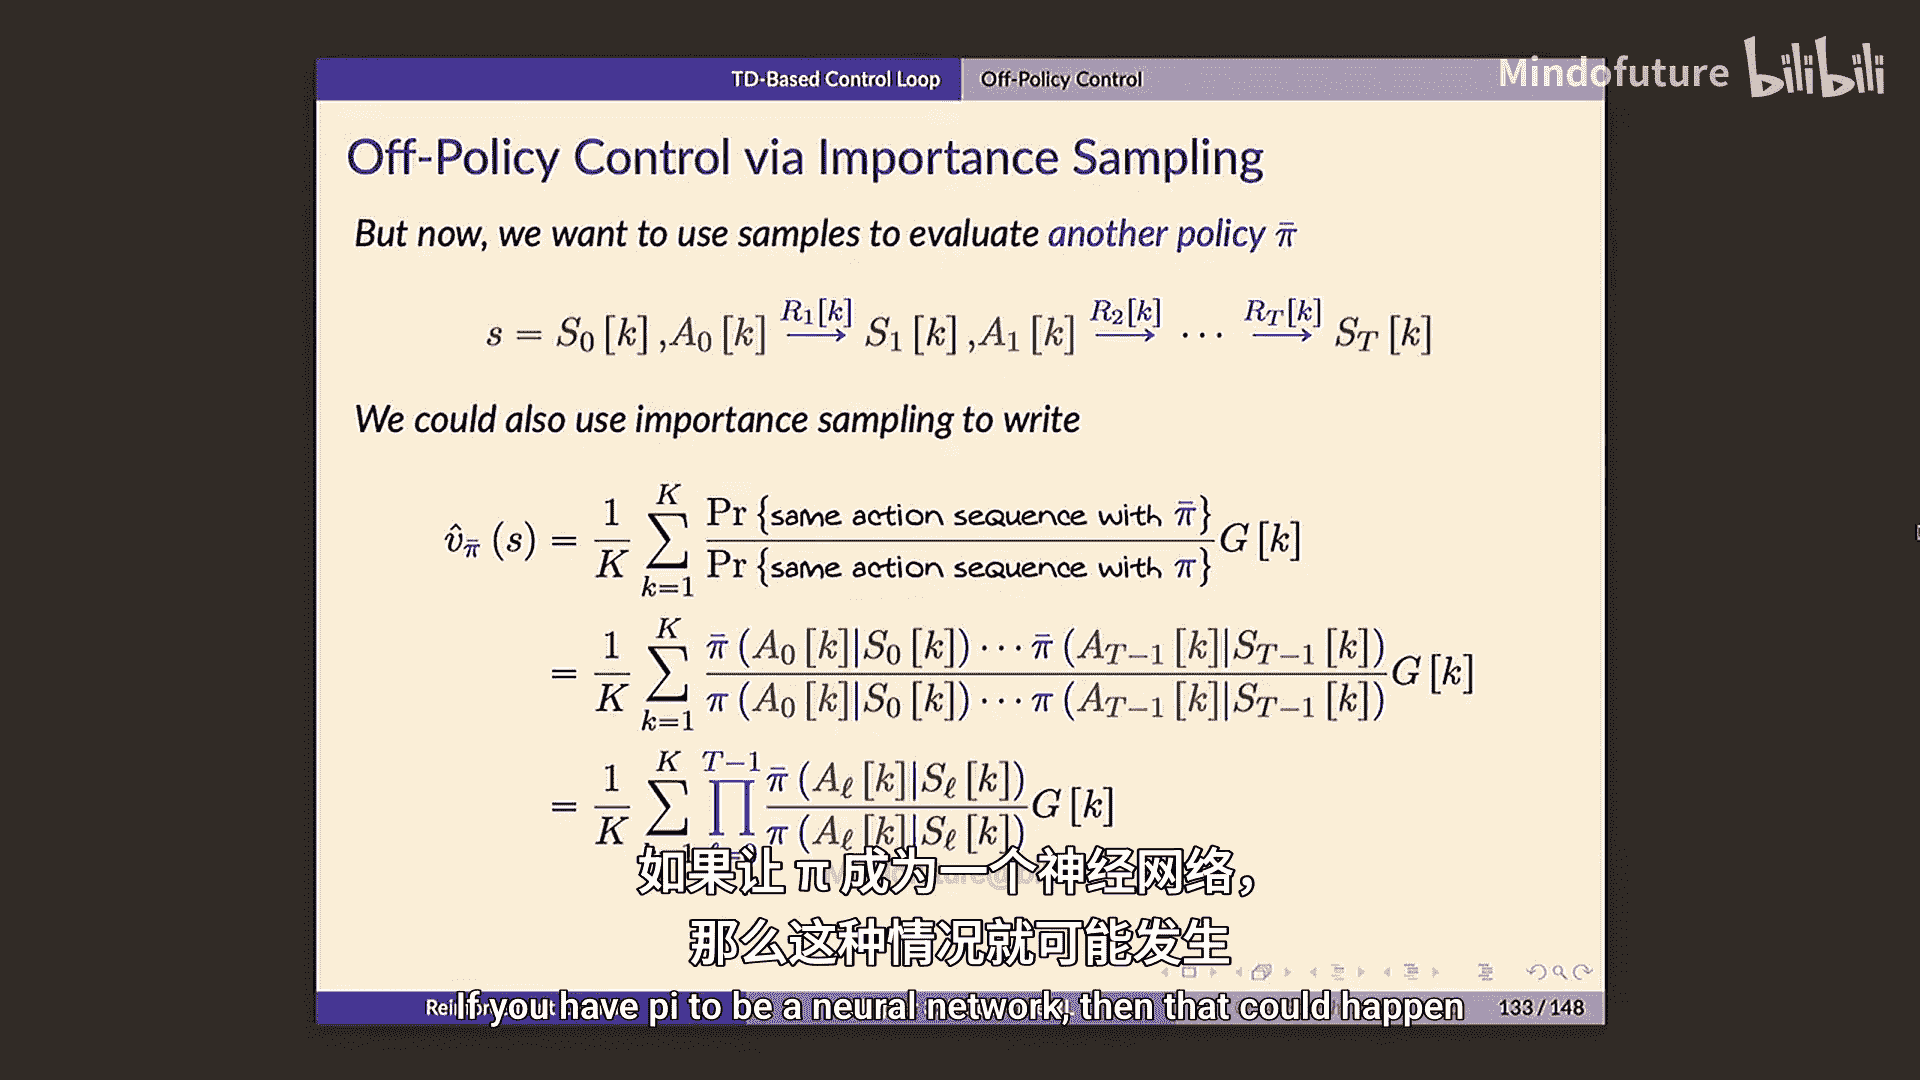 TD-Based Control Loop Off-Policy Control
Mindofuture bilibili
Off-Policy Control via Importance Sampling
But now, we want to use samples to evaluate another policy π̄
s = S₀ [k] , A₀ [k] —R₁[k]→ S₁ [k] , A₁ [k] —R₂[k]→ ⋯ —R_T[k]→ S_T [k]
We could also use importance sampling to write
v̂_π̄ (s) = 1/K ∑_{k=1}^{K} Pr {same action sequence with π̄} / Pr {same action sequence with π} G [k]
= 1/K ∑_{k=1}^{K} π̄ (A₀ [k]|S₀ [k]) ⋯ π̄ (A_{T−1} [k]|S_{T−1} [k]) / π (A₀ [k]|S₀ [k]) ⋯ π (A_{T−1} [k]|S_{T−1} [k]) G [k]
= 1/K ∑^{K} ∏^{T−1} π̄ (A_ℓ [k]|S_ℓ [k]) / π (A_ℓ [k]|S_ℓ [k]) G [k]
如果让 π 成为一个神经网络，
那么这种情况就可能发生
If you have pi to be a neural network, then that could happen
133 / 148